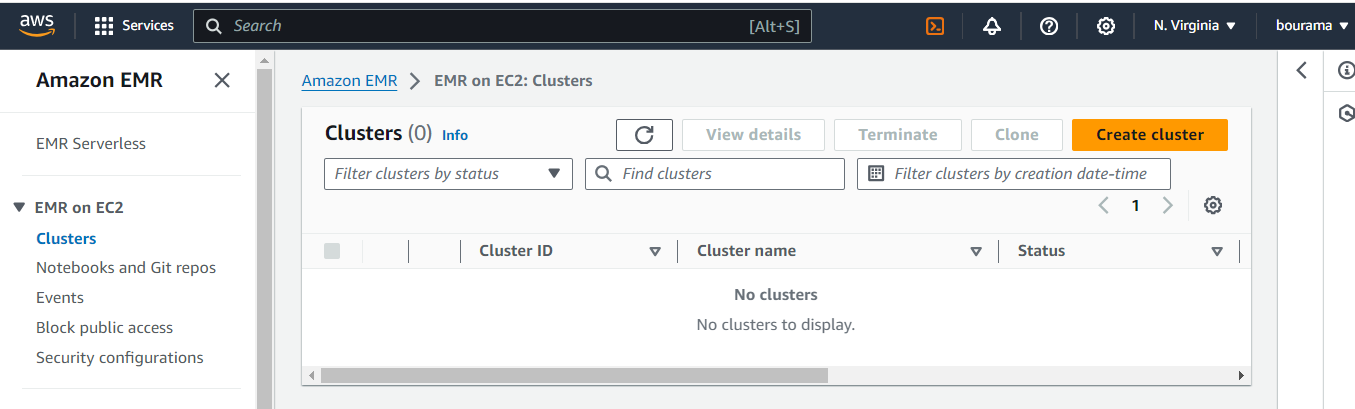 aws Services Search [Alt+S] N. Virginia bourama
Amazon EMR
EMR Serverless
EMR on EC2
Clusters
Notebooks and Git repos
Events
Block public access
Security configurations
Amazon EMR EMR on EC2: Clusters
Clusters (0) Info View details Terminate Clone Create cluster
Filter clusters by status Find clusters Filter clusters by creation date-time
1
Cluster ID Cluster name Status
No clusters
No clusters to display.